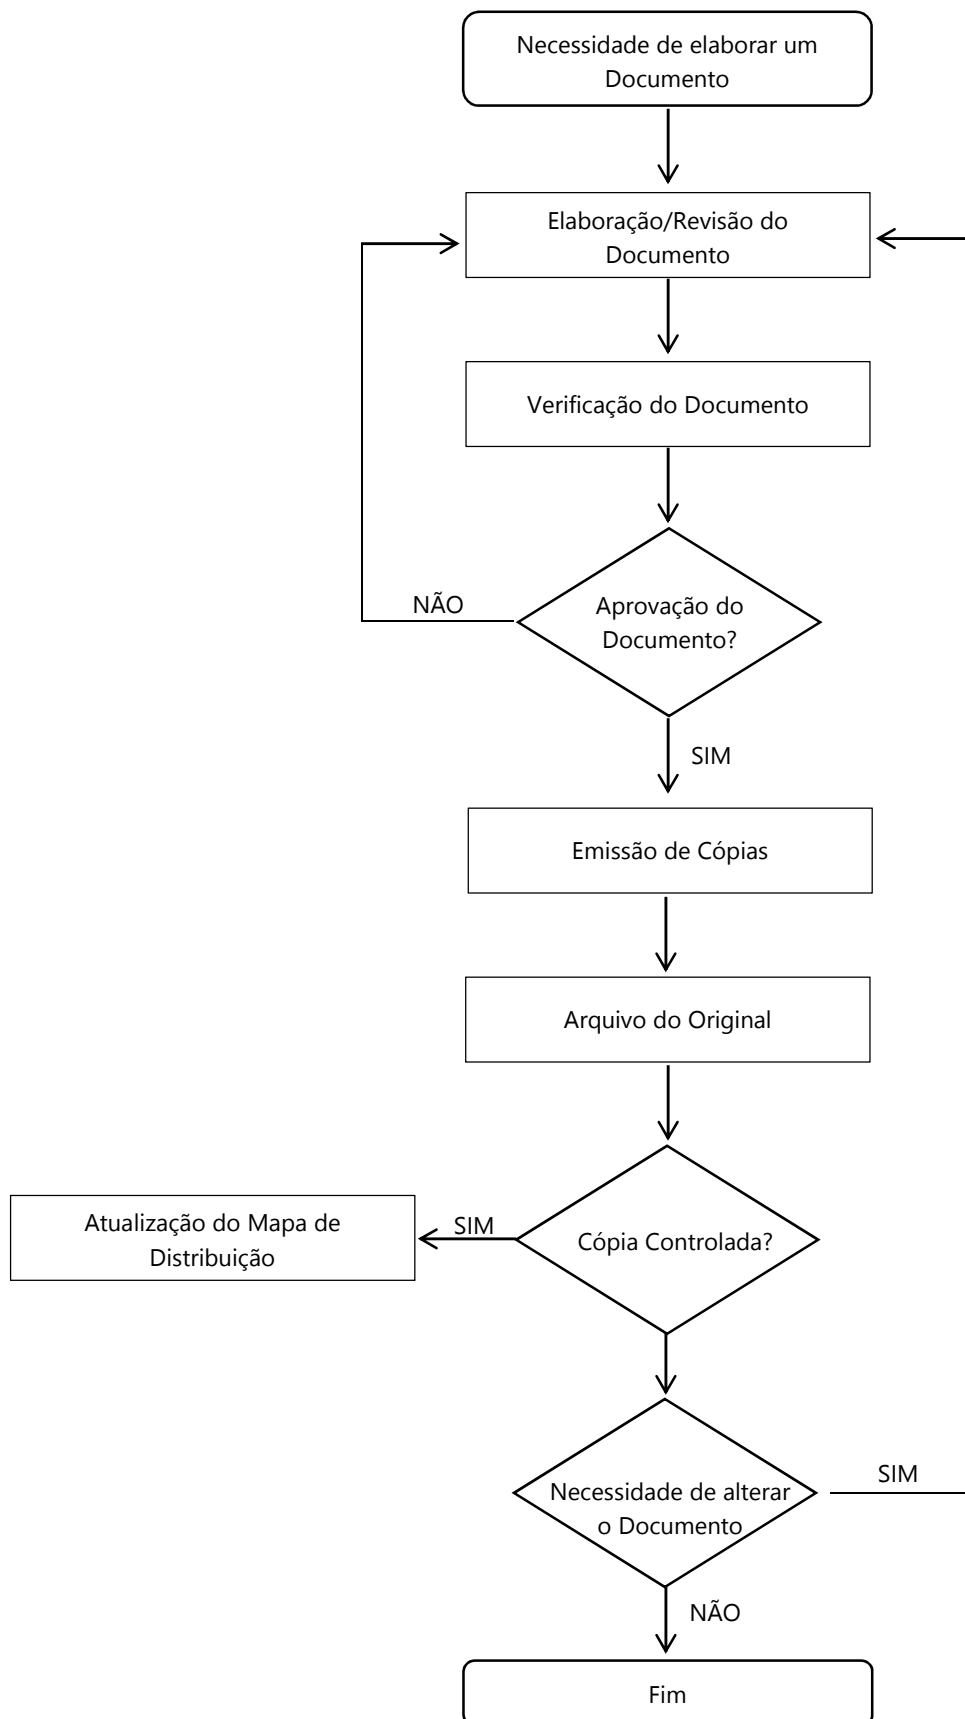 Necessidade de elaborar um
Documento
Elaboração/Revisão do
Documento
Verificação do Documento
NÃO
Aprovação do
Documento?
SIM
Emissão de Cópias
Arquivo do Original
Atualização do Mapa de
Distribuição
SIM
Cópia Controlada?
Necessidade de alterar
o Documento
SIM
NÃO
Fim